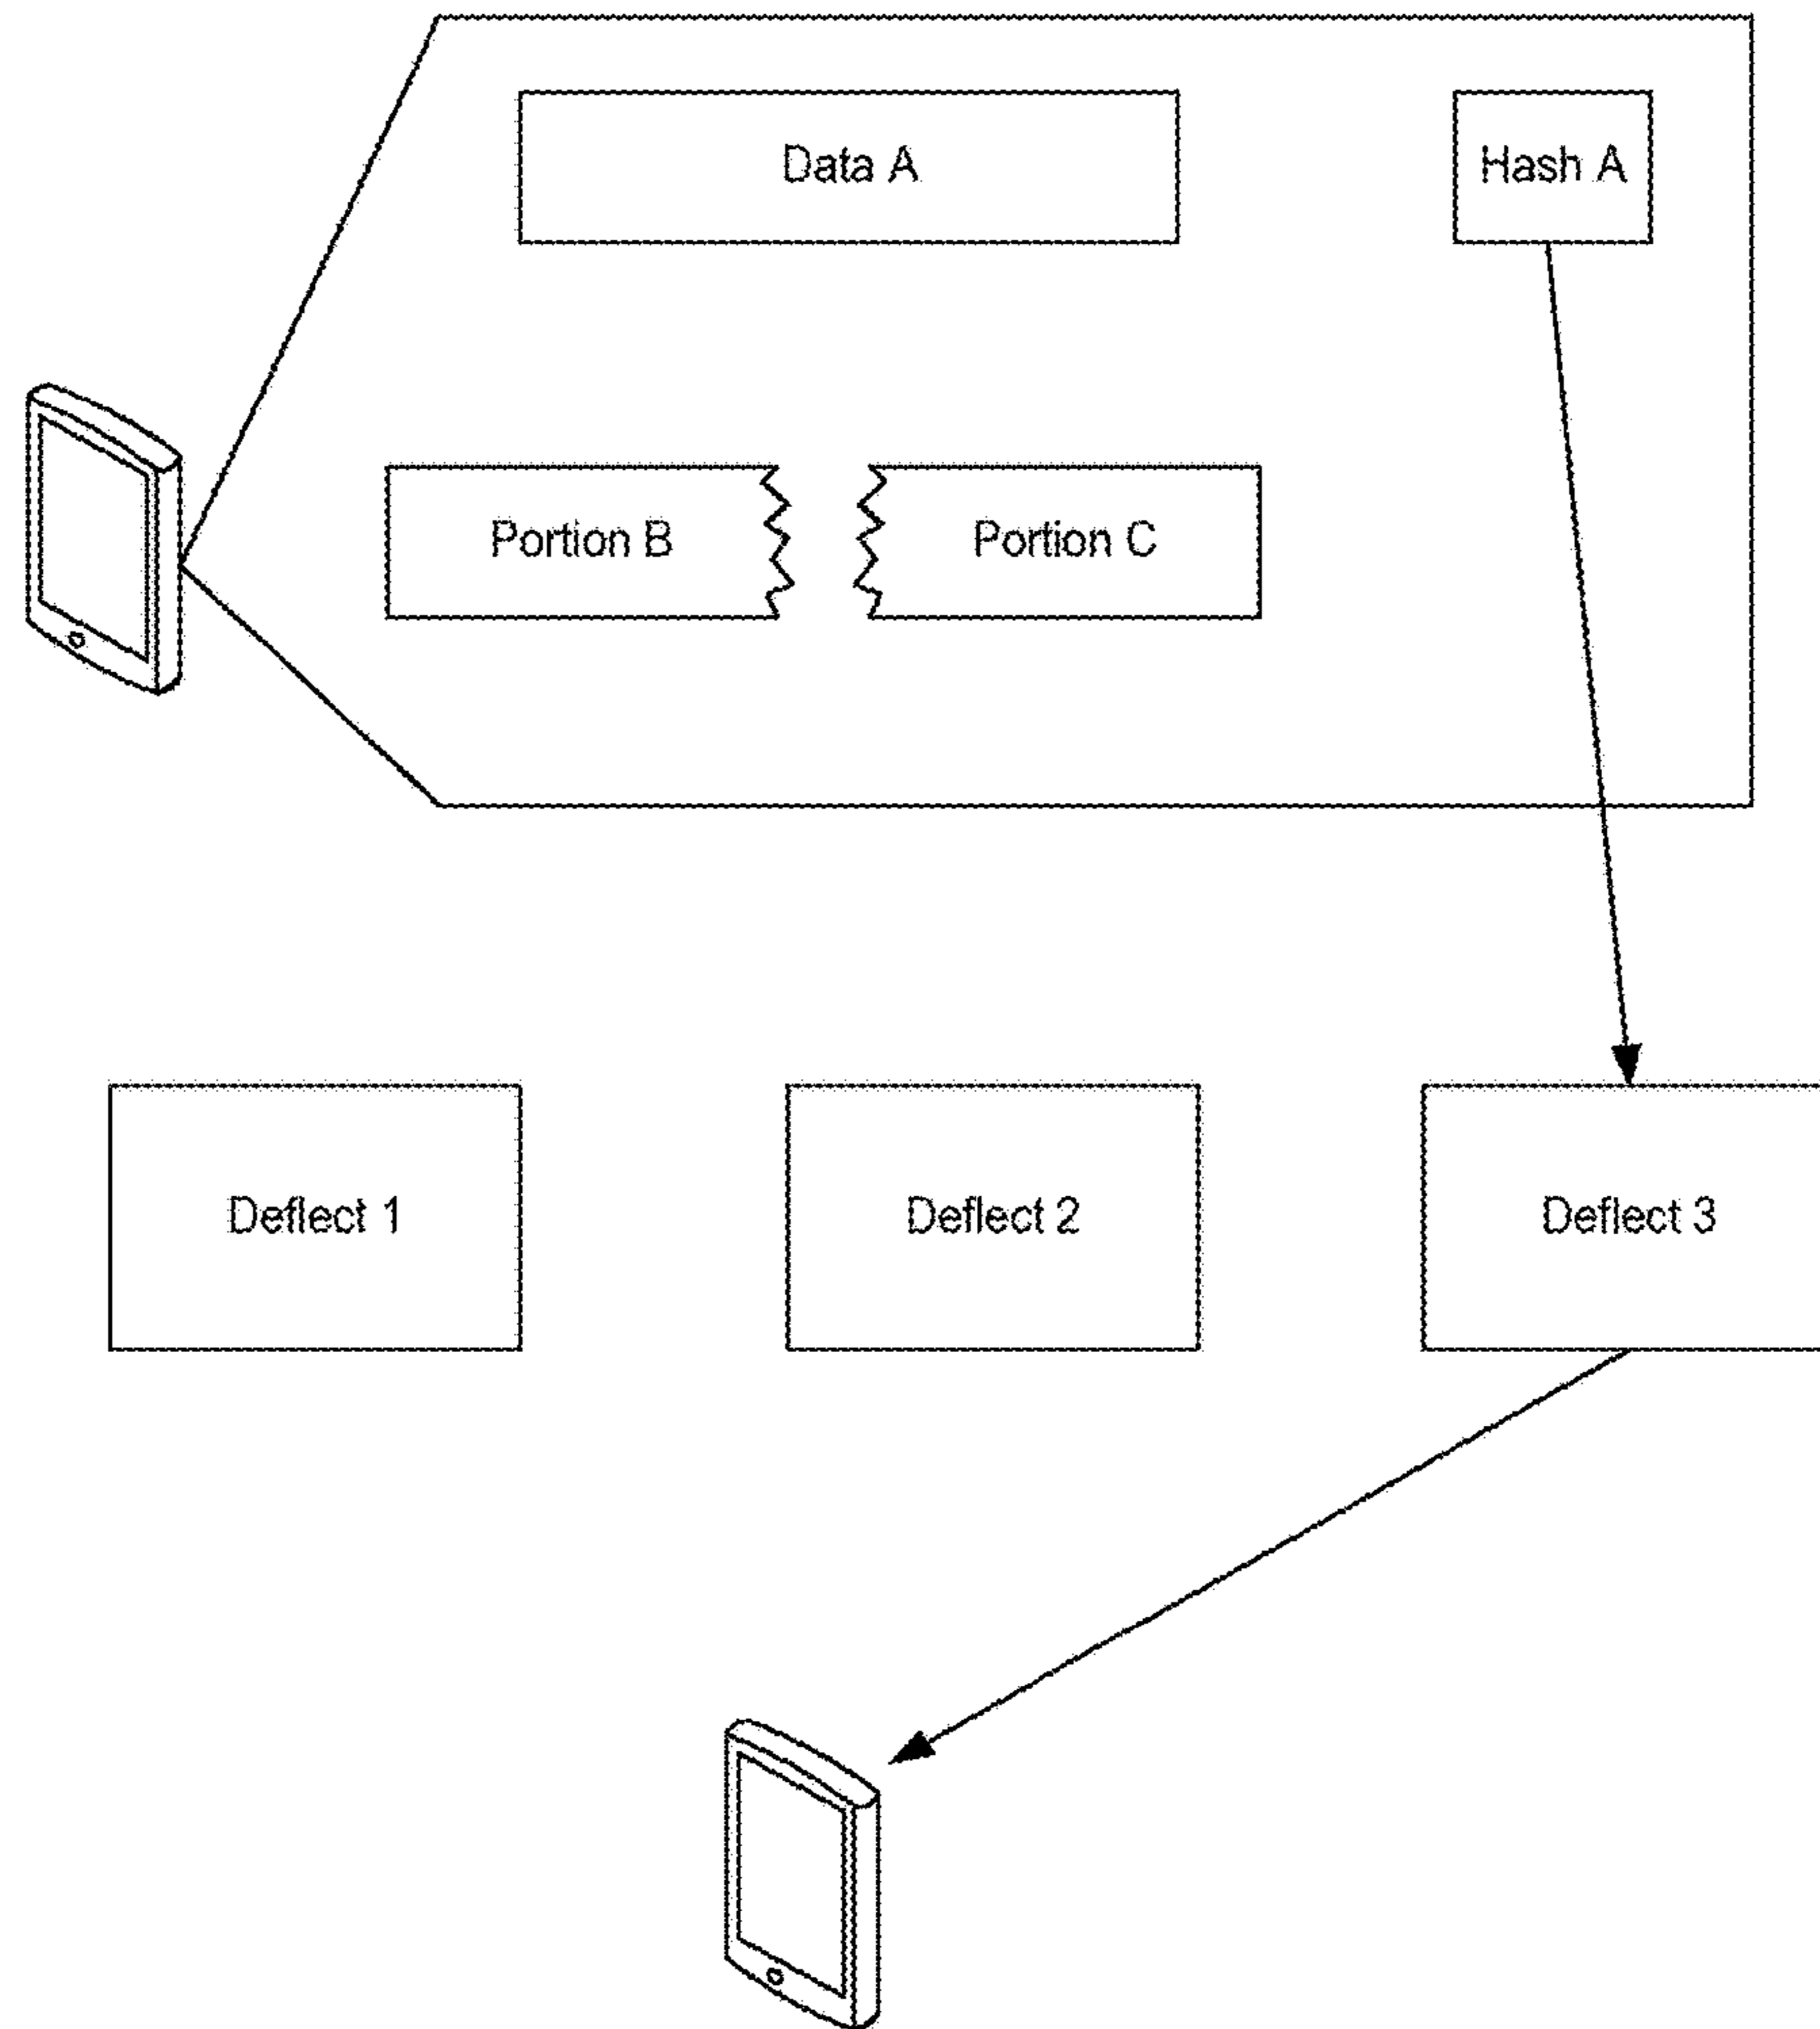 Data A
Hash A
Portion B
Portion C
Deflect 1
Deflect 2
Deflect 3